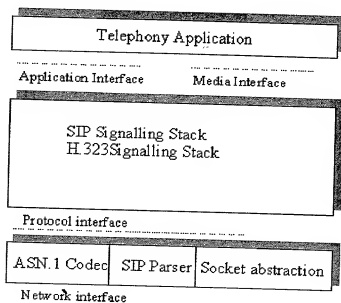 Telephony Application
Application Interface Media Interface
SIP Signalling Stack
H.323Signalling Stack
Protocol interface
ASN.1 Codec SIP Parser Socket abstraction
Network interface